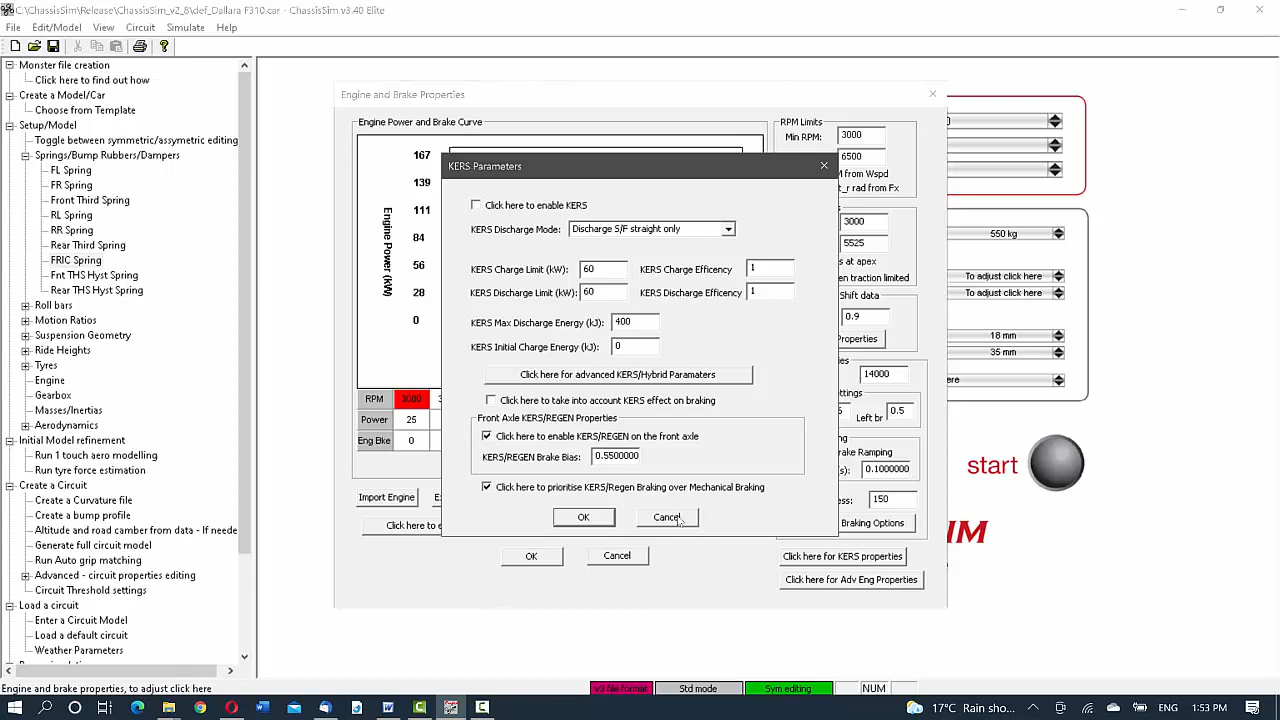 C:\ChassisSim\Release\ChassisSim_v2_8\def_Dallara F310.car - ChassisSim v3.40 Elite
File Edit/Model View Circuit Simulate Help
Monster file creation
Click here to find out how
Create a Model/Car
Choose from Template
Setup/Model
Toggle between symmetric/assymetric editing
Springs/Bump Rubbers/Dampers
FL Spring
FR Spring
Front Third Spring
RL Spring
RR Spring
Rear Third Spring
FRIC Spring
Fnt THS Hyst Spring
Rear THS Hyst Spring
Roll bars
Motion Ratios
Suspension Geometry
Ride Heights
Tyres
Engine
Gearbox
Masses/Inertias
Aerodynamics
Initial Model refinement
Run 1 touch aero modelling
Run tyre force estimation
Create a Circuit
Create a Curvature file
Create a bump profile
Altitude and road camber from data - If neede
Generate full circuit model
Run Auto grip matching
Advanced - circuit properties editing
Circuit Threshold settings
Load a circuit
Enter a Circuit Model
Load a default circuit
Weather Parameters
Engine and Brake Properties
Engine Power and Brake Curve
167
139
111
84
56
28
0
Engine Power (kW)
RPM 3000
Power 25
Eng Bke 0
Import Engine
Click here to e
OK Cancel
RPM Limits
Min RPM: 3000
6500
M from Wspd
t_r rad from Fx
3000
5525
s at apex
en traction limited
Shift data
0.9
Properties
ies
14000
ttings
Left br 0.5
ng
rake Ramping
(s): 0.1000000
ess: 150
Braking Options
Click here for KERS properties
Click here for Adv Eng Properties
KERS Parameters
Click here to enable KERS
KERS Discharge Mode: Discharge S/F straight only
KERS Charge Limit (kW): 60 KERS Charge Efficency 1
KERS Discharge Limit (kW): 60 KERS Discharge Efficency 1
KERS Max Discharge Energy (kJ): 400
KERS Initial Charge Energy (kJ): 0
Click here for advanced KERS/Hybrid Paramaters
Click here to take into account KERS effect on braking
Front Axle KERS/REGEN Properties
Click here to enable KERS/REGEN on the front axle
KERS/REGEN Brake Bias: 0.5500000
Click here to prioritise KERS/Regen Braking over Mechanical Braking
OK Cancel
550 kg
To adjust click here
To adjust click here
18 mm
35 mm
ere
start
IM
Engine and brake properties, to adjust click here
v3 file format Std mode Sym editing NUM
17°C Rain sho... ENG 1:53 PM